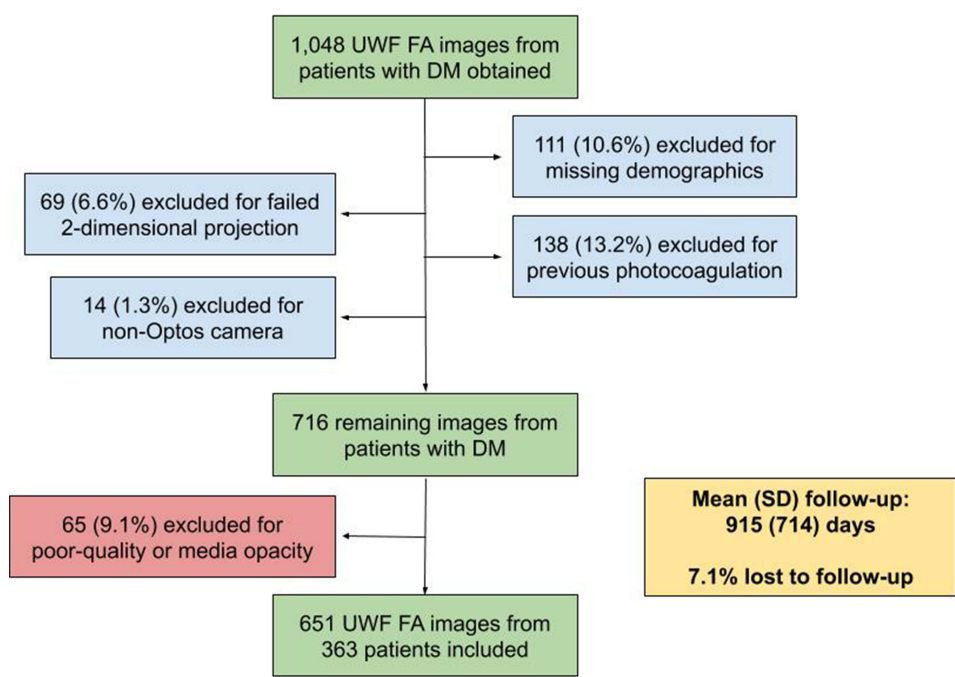 1,048 UWF FA images from
patients with DM obtained
111 (10.6%) excluded for
missing demographics
69 (6.6%) excluded for failed
2-dimensional projection
138 (13.2%) excluded for
previous photocoagulation
14 (1.3%) excluded for
non-Optos camera
716 remaining images from
patients with DM
65 (9.1%) excluded for
poor-quality or media opacity
Mean (SD) follow-up:
915 (714) days
7.1% lost to follow-up
651 UWF FA images from
363 patients included